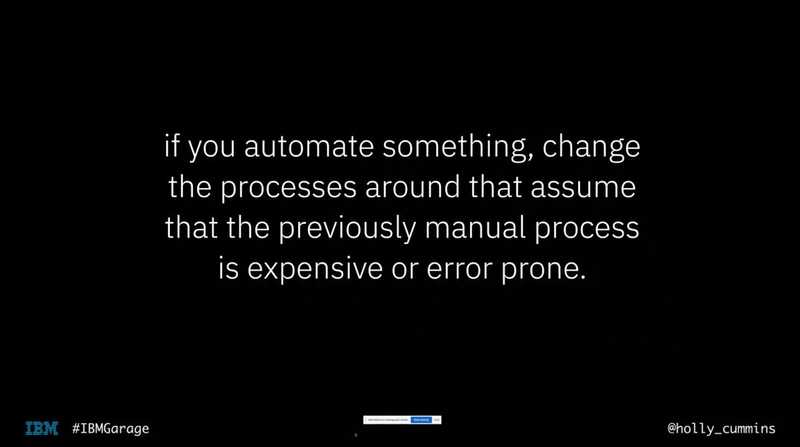 if you automate something, change
the processes around that assume
that the previously manual process
is expensive or error prone.
IBM #IBMGarage
@holly_cummins